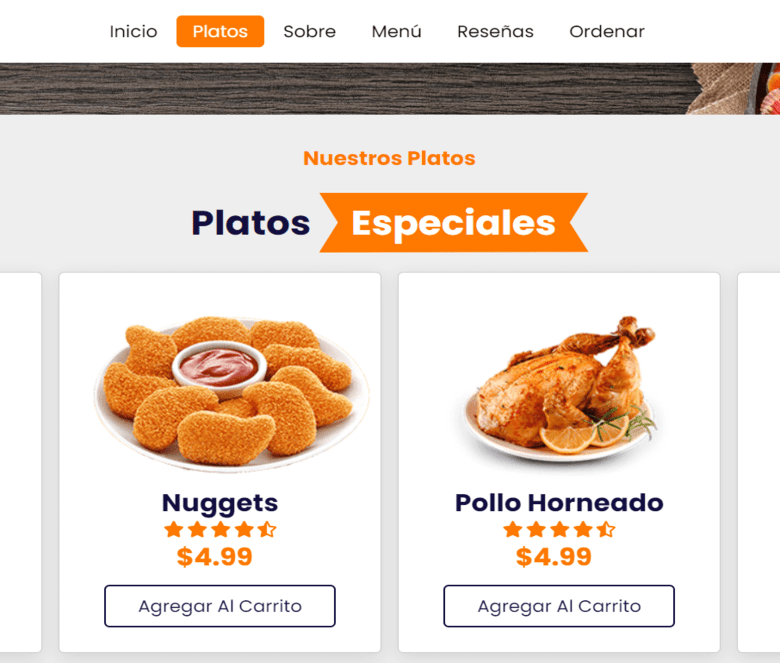 Inicio Platos Sobre Menú Reseñas Ordenar
Nuestros Platos
Platos Especiales
Nuggets
$4.99
Agregar Al Carrito
Pollo Horneado
$4.99
Agregar Al Carrito